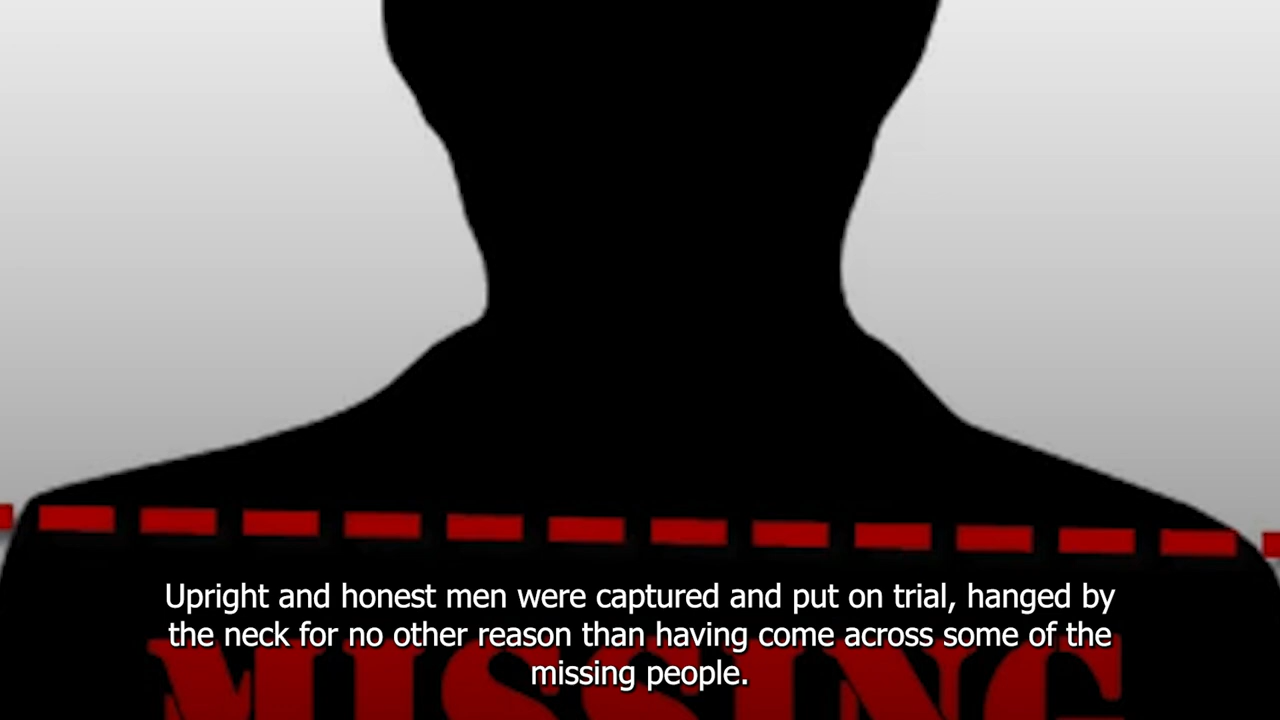 Upright and honest men were captured and put on trial, hanged by
the neck for no other reason than having come across some of the
missing people.
MISSING